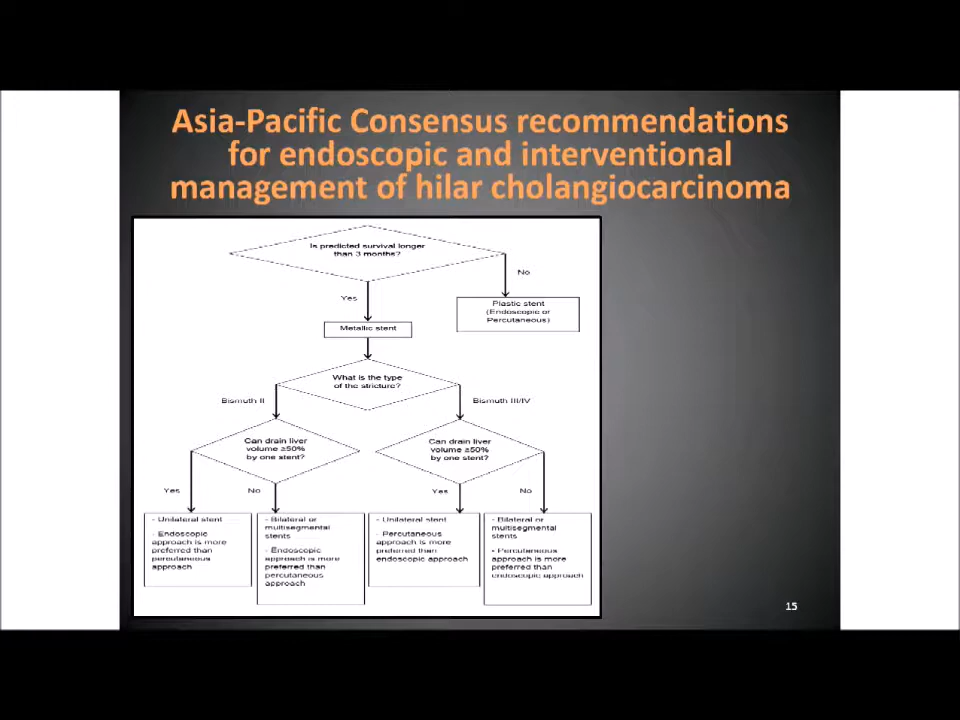 Asia-Pacific Consensus recommendations
for endoscopic and interventional
management of hilar cholangiocarcinoma
Is predicted survival longer
than 3 months?
No
Yes
Plastic stent
(Endoscopic or
Percutaneous)
Metallic stent
What is the type
of the stricture?
Bismuth II
Bismuth III/IV
Can drain liver
volume ≥50%
by one stent?
Can drain liver
volume ≥50%
by one stent?
Yes
No
Yes
No
- Unilateral stent
- Endoscopic
approach is more
preferred than
percutaneous
approach
- Bilateral or
multisegmental
stents
- Endoscopic
approach is more
preferred than
percutaneous
approach
- Unilateral stent
- Percutaneous
approach is more
preferred than
endoscopic approach
- Bilateral or
multisegmental
stents
- Percutaneous
approach is more
preferred than
endoscopic approach
15